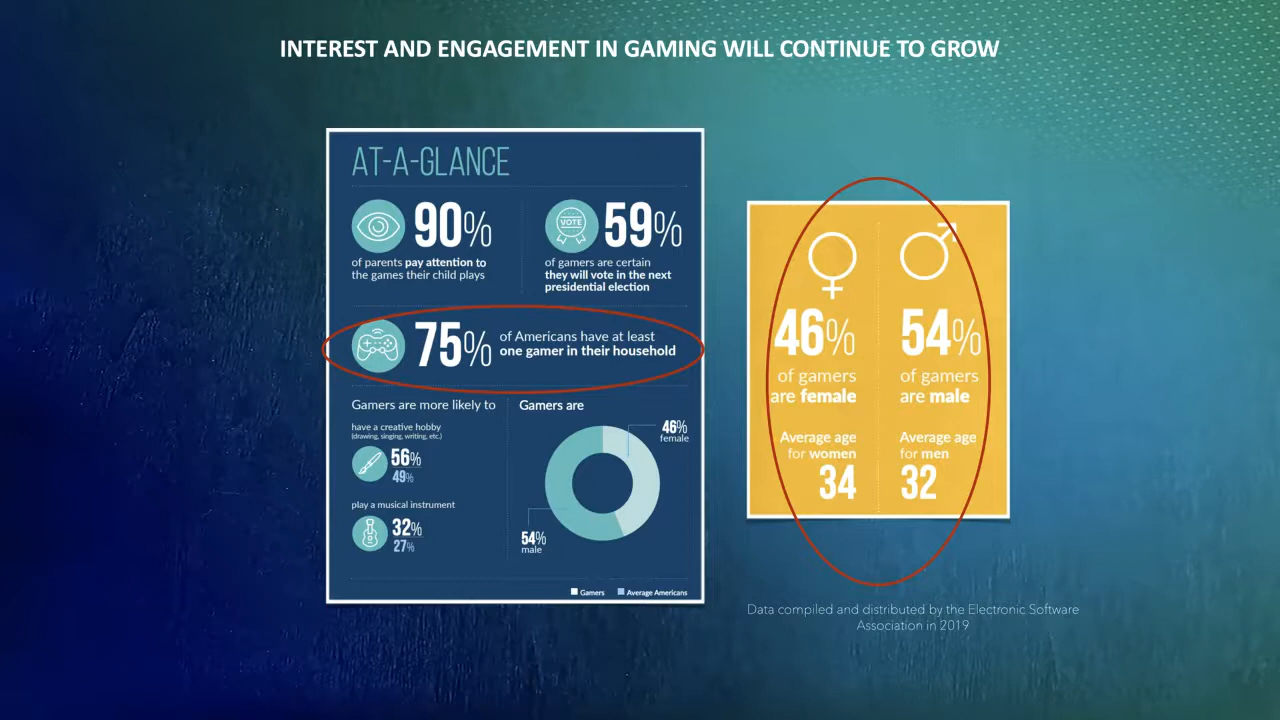 INTEREST AND ENGAGEMENT IN GAMING WILL CONTINUE TO GROW
AT-A-GLANCE
90%
of parents pay attention to
the games their child plays
VOTE
59%
of gamers are certain
they will vote in the next
presidential election
75%
of Americans have at least
one gamer in their household
Gamers are more likely to
have a creative hobby
(drawing, singing, writing, etc.)
56%
49%
play a musical instrument
32%
27%
Gamers are
46%
female
54%
male
Gamers
Average Americans
46%
of gamers
are female
Average age
for women
34
54%
of gamers
are male
Average age
for men
32
Data compiled and distributed by the Electronic Software
Association in 2019